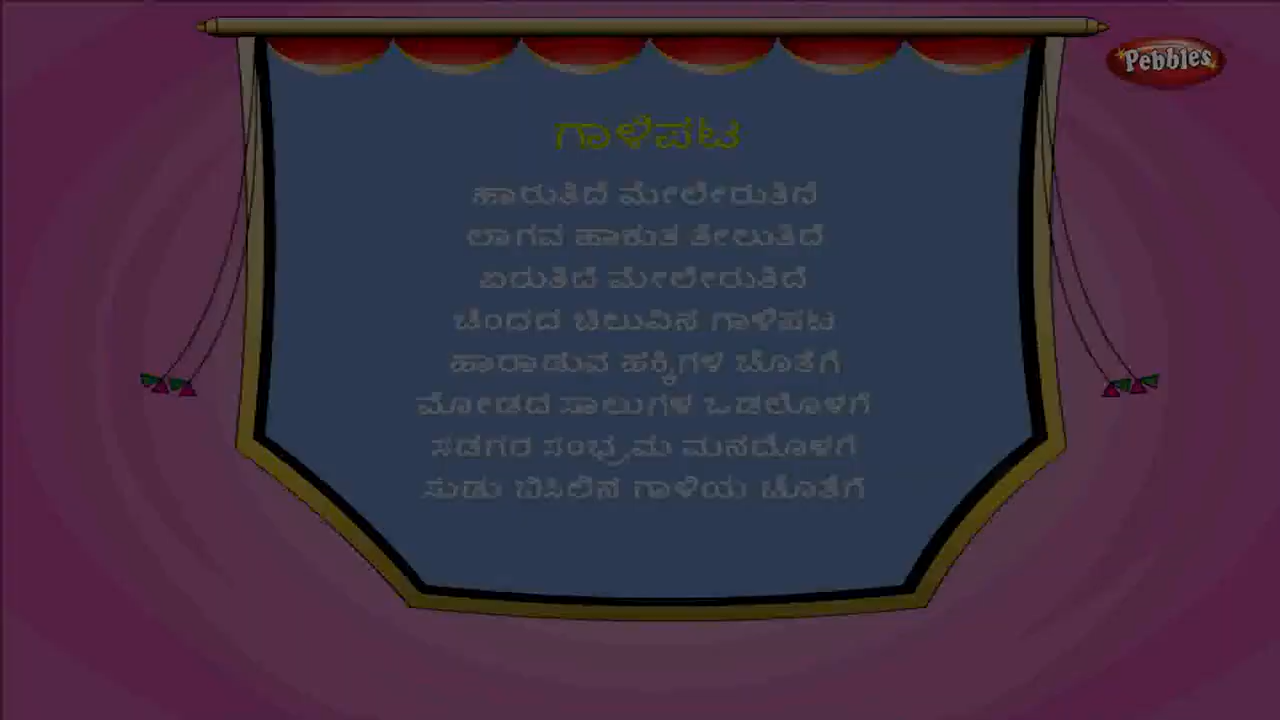 Pebbles
ಗಾಳಿಪಟ
ಹಾರುತಿದೆ ಮೇಲೇರುತಿದೆ
ಲಾಗವ ಹಾಕುತ ತೇಲುತಿದೆ
ಏರುತಿದೆ ಮೇಲೇರುತಿದೆ
ಚಂದದ ಚೆಲುವಿನ ಗಾಳಿಪಟ
ಹಾರಾಡುವ ಹಕ್ಕಿಗಳ ಜೊತೆಗೆ
ಮೋಡದ ಸಾಲುಗಳ ಒಡಲೊಳಗೆ
ಸಡಗರ ಸಂಭ್ರಮ ಮನದೊಳಗೆ
ಸುಡು ಬಿಸಿಲಿನ ಗಾಳಿಯ ಜೊತೆಗೆ